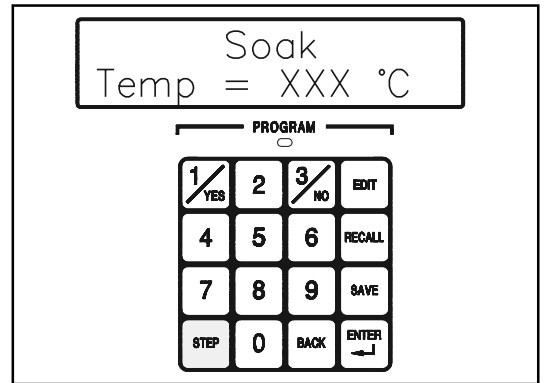 Soak
Temp = XXX °C
PROGRAM
1/YES 2 3/NO EDIT
4 5 6 RECALL
7 8 9 SAVE
STEP 0 BACK ENTER